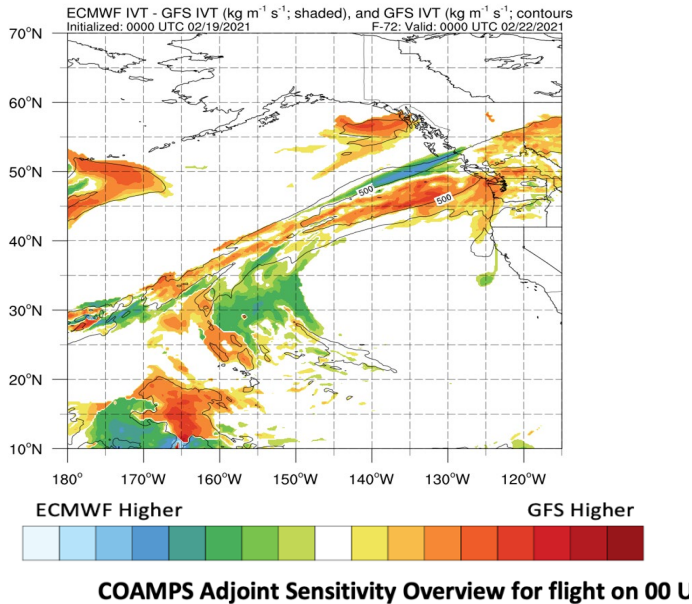 ECMWF IVT - GFS IVT (kg m⁻¹ s⁻¹; shaded), and GFS IVT (kg m⁻¹ s⁻¹; contours
Initialized: 0000 UTC 02/19/2021 F-72: Valid: 0000 UTC 02/22/2021
70°N
60°N
50°N
500
500
40°N
30°N
20°N
10°N
180° 170°W 160°W 150°W 140°W 130°W 120°W
ECMWF Higher GFS Higher
COAMPS Adjoint Sensitivity Overview for flight on 00 U